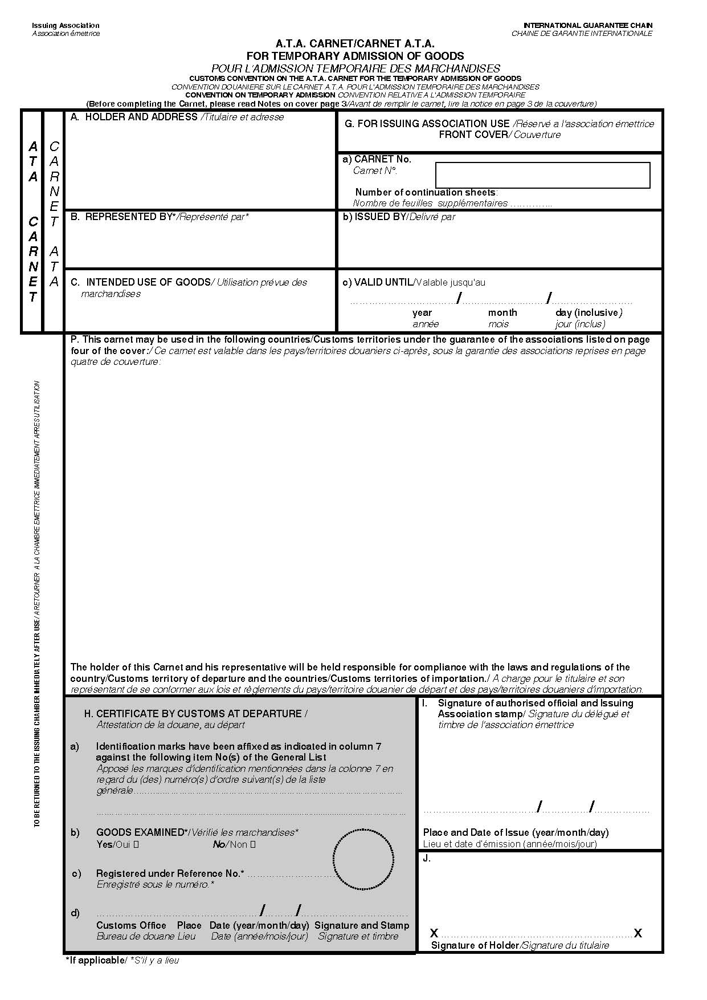 Issuing Association
Association émettrice
INTERNATIONAL GUARANTEE CHAIN
CHAINE DE GARANTIE INTERNATIONALE
A.T.A. CARNET/CARNET A.T.A.
FOR TEMPORARY ADMISSION OF GOODS
POUR L'ADMISSION TEMPORAIRE DES MARCHANDISES
CUSTOMS CONVENTION ON THE A.T.A. CARNET FOR THE TEMPORARY ADMISSION OF GOODS
CONVENTION DOUANIERE SUR LE CARNET A.T.A. POUR L'ADMISSION TEMPORAIRE DES MARCHANDISES
CONVENTION ON TEMPORARY ADMISSION CONVENTION RELATIVE A L'ADMISSION TEMPORAIRE
(Before completing the Carnet, please read Notes on cover page 3/Avant de remplir le carnet, lire la notice en page 3 de la couverture)
ATA CARNET
CARNET ATA
A. HOLDER AND ADDRESS /Titulaire et adresse
G. FOR ISSUING ASSOCIATION USE /Réservé a l'association émettrice
FRONT COVER/ Couverture
a) CARNET No.
Carnet N°.
Number of continuation sheets:
Nombre de feuilles supplémentaires …………..
B. REPRESENTED BY*/Représenté par*
b) ISSUED BY/Delivré par
C. INTENDED USE OF GOODS/ Utilisation prévue des
marchandises
c) VALID UNTIL/Valable jusqu'au
……………………………/………………………/………………………
year month day (inclusive)
année mois jour (inclus)
P. This carnet may be used in the following countries/Customs territories under the guarantee of the associations listed on page
four of the cover:/ Ce carnet est valable dans les pays/territoires douaniers ci-après, sous la garantie des associations reprises en page
quatre de couverture:
TO BE RETURNED TO THE ISSUING CHAMBER IMMEDIATELY AFTER USE / A RETOURNER A LA CHAMBRE EMETTRICE IMMEDIATEMENT APRES UTILISATION
The holder of this Carnet and his representative will be held responsible for compliance with the laws and regulations of the
country/Customs territory of departure and the countries/Customs territories of importation./ A charge pour le titulaire et son
représentant de se conformer aux lois et règlements du pays/territoire douanier de départ et des pays/territoires douaniers d'importation.
H. CERTIFICATE BY CUSTOMS AT DEPARTURE /
Attestation de la douane, au départ
a) Identification marks have been affixed as indicated in column 7
against the following item No(s) of the General List
Apposé les marques d'identification mentionnées dans la colonne 7 en
regard du (des) numéro(s) d'ordre suivant(s) de la liste
générale……………………………………………………………………………
…………………………………………………………………………………………
b) GOODS EXAMINED*/Vérifié les marchandises*
Yes/Oui □ No/Non □
c) Registered under Reference No.* ………………………
Enregistré sous le numéro.*
d) ……………………………………………/………/……………………………
Customs Office Place Date (year/month/day) Signature and Stamp
Bureau de douane Lieu Date (année/mois/jour) Signature et timbre
I. Signature of authorised official and Issuing
Association stamp/ Signature du délégué et
timbre de l'association émettrice
………………………………/……………/………………
Place and Date of Issue (year/month/day)
Lieu et date d'émission (année/mois/jour)
J.
X ……………………………………………………X
Signature of Holder/Signature du titulaire
*If applicable/ *S'il y a lieu